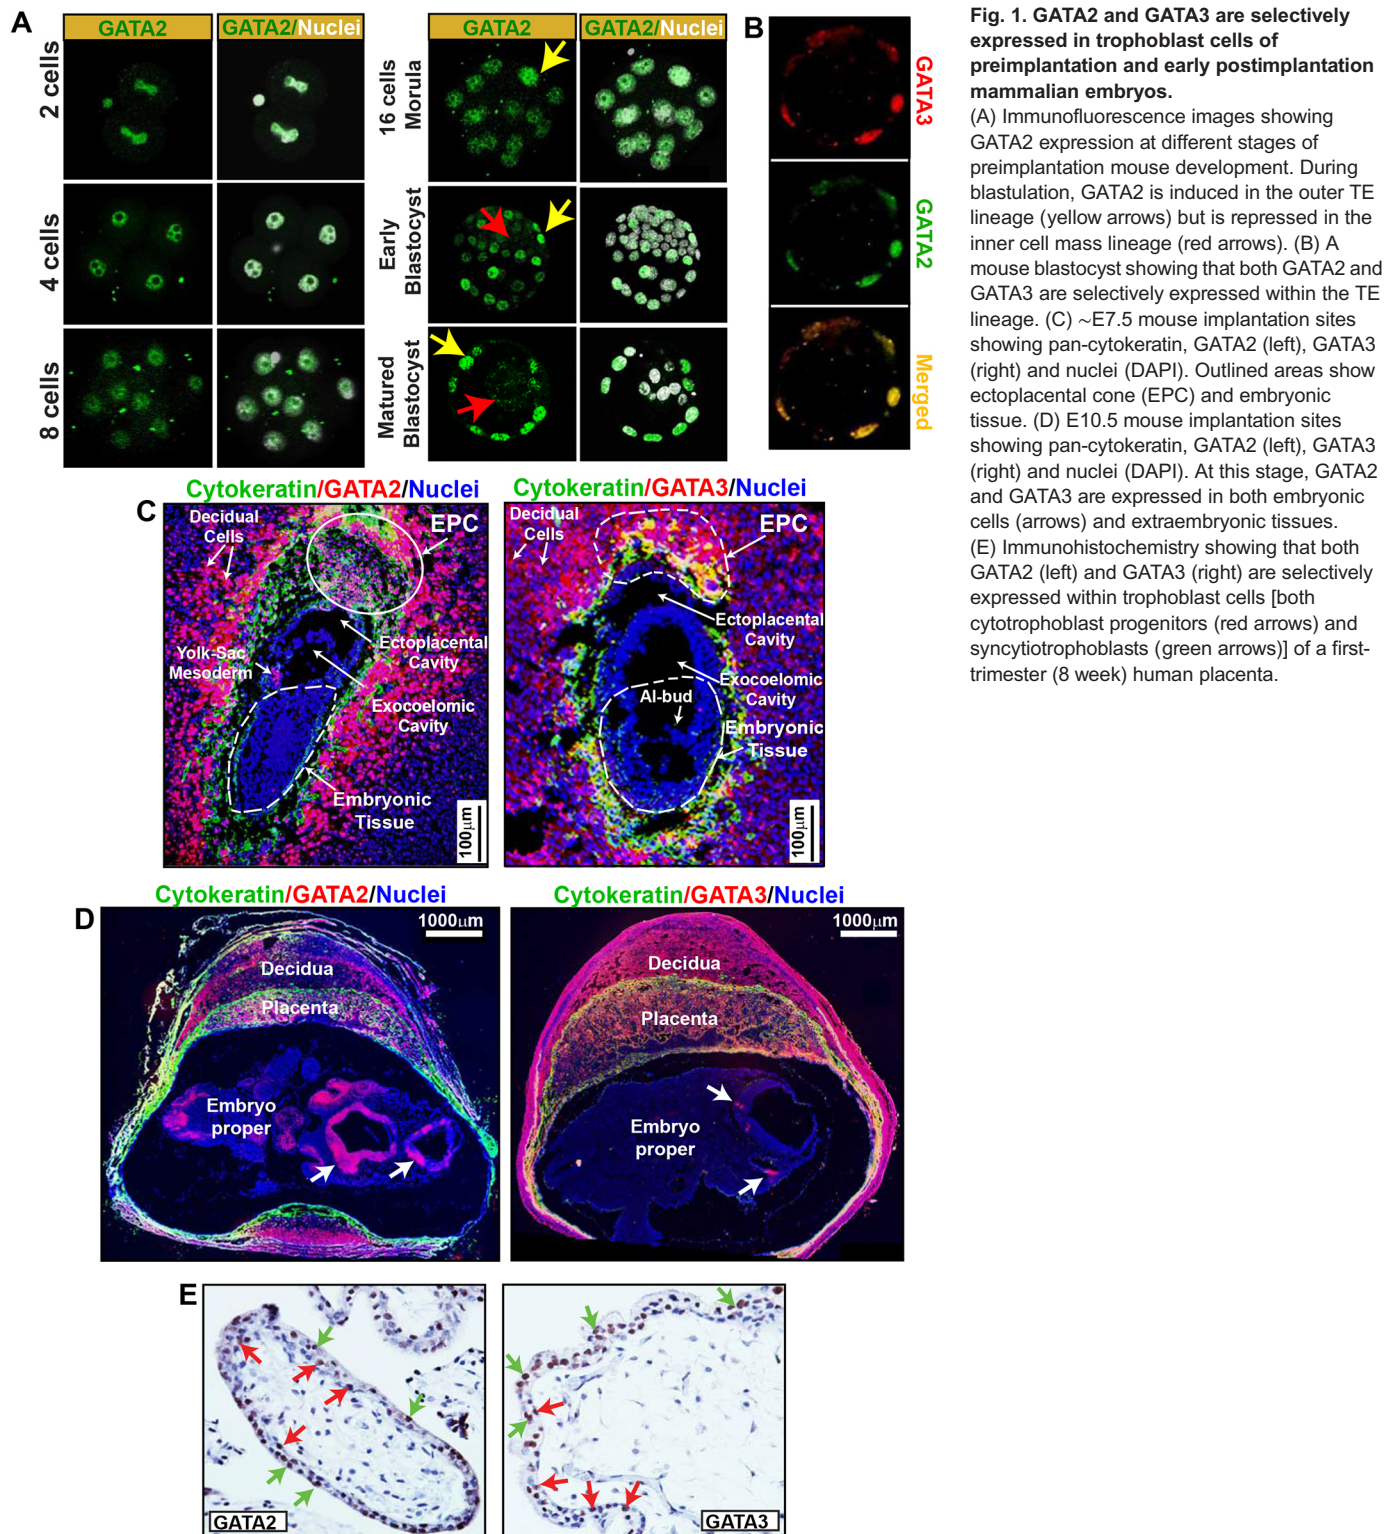 A
GATA2
GATA2/Nuclei
2 cells
4 cells
8 cells
GATA2
GATA2/Nuclei
16 cells
Morula
Early
Blastocyst
Matured
Blastocyst
B
GATA3
GATA2
Merged
Fig. 1. GATA2 and GATA3 are selectively
expressed in trophoblast cells of
preimplantation and early postimplantation
mammalian embryos.
(A) Immunofluorescence images showing
GATA2 expression at different stages of
preimplantation mouse development. During
blastulation, GATA2 is induced in the outer TE
lineage (yellow arrows) but is repressed in the
inner cell mass lineage (red arrows). (B) A
mouse blastocyst showing that both GATA2 and
GATA3 are selectively expressed within the TE
lineage. (C) ∼E7.5 mouse implantation sites
showing pan-cytokeratin, GATA2 (left), GATA3
(right) and nuclei (DAPI). Outlined areas show
ectoplacental cone (EPC) and embryonic
tissue. (D) E10.5 mouse implantation sites
showing pan-cytokeratin, GATA2 (left), GATA3
(right) and nuclei (DAPI). At this stage, GATA2
and GATA3 are expressed in both embryonic
cells (arrows) and extraembryonic tissues.
(E) Immunohistochemistry showing that both
GATA2 (left) and GATA3 (right) are selectively
expressed within trophoblast cells [both
cytotrophoblast progenitors (red arrows) and
syncytiotrophoblasts (green arrows)] of a first-
trimester (8 week) human placenta.
C
Cytokeratin/GATA2/Nuclei
Decidual
Cells
EPC
Ectoplacental
Cavity
Yolk-Sac
Mesoderm
Exocoelomic
Cavity
Embryonic
Tissue
100μm
Cytokeratin/GATA3/Nuclei
Decidual
Cells
EPC
Ectoplacental
Cavity
Exocoelomic
Cavity
Al-bud
Embryonic
Tissue
100μm
D
Cytokeratin/GATA2/Nuclei
1000μm
Decidua
Placenta
Embryo
proper
Cytokeratin/GATA3/Nuclei
1000μm
Decidua
Placenta
Embryo
proper
E
GATA2
GATA3